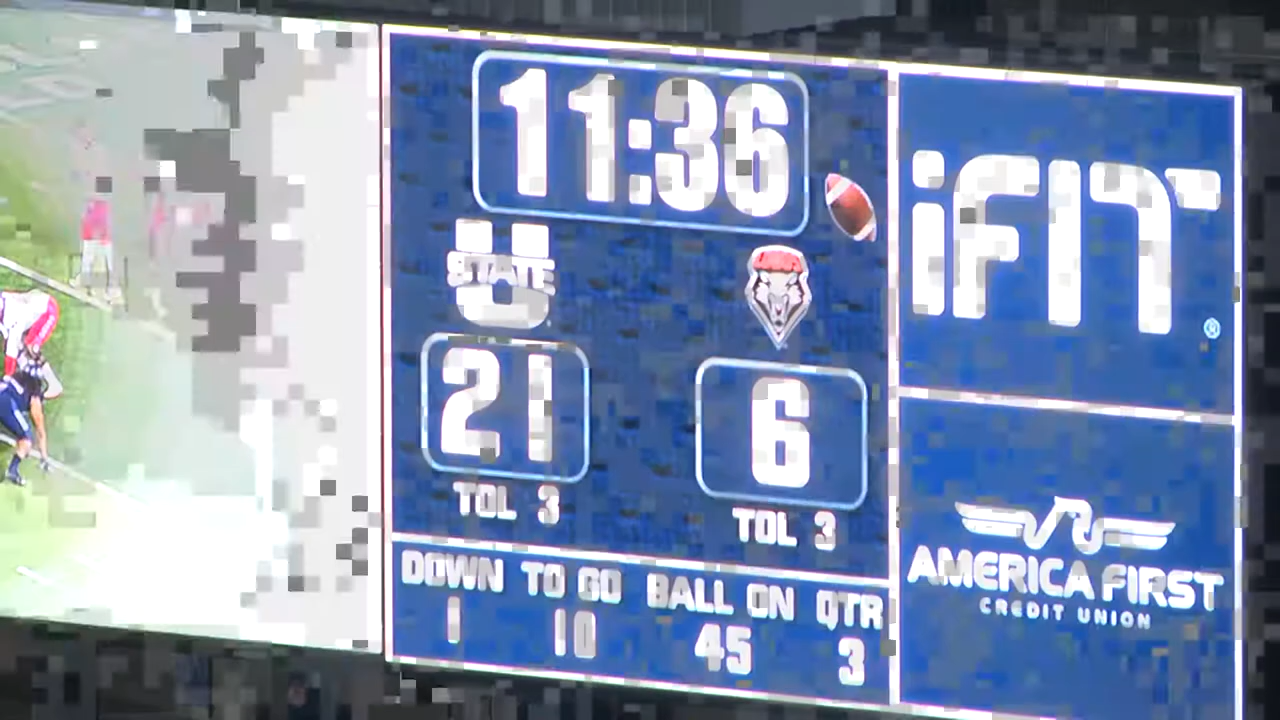 11:36
U STATE
21 6
TOL 3 TOL 3
DOWN TO GO BALL ON QTR
1 10 45 3
iFIT®
AMERICA FIRST
CREDIT UNION